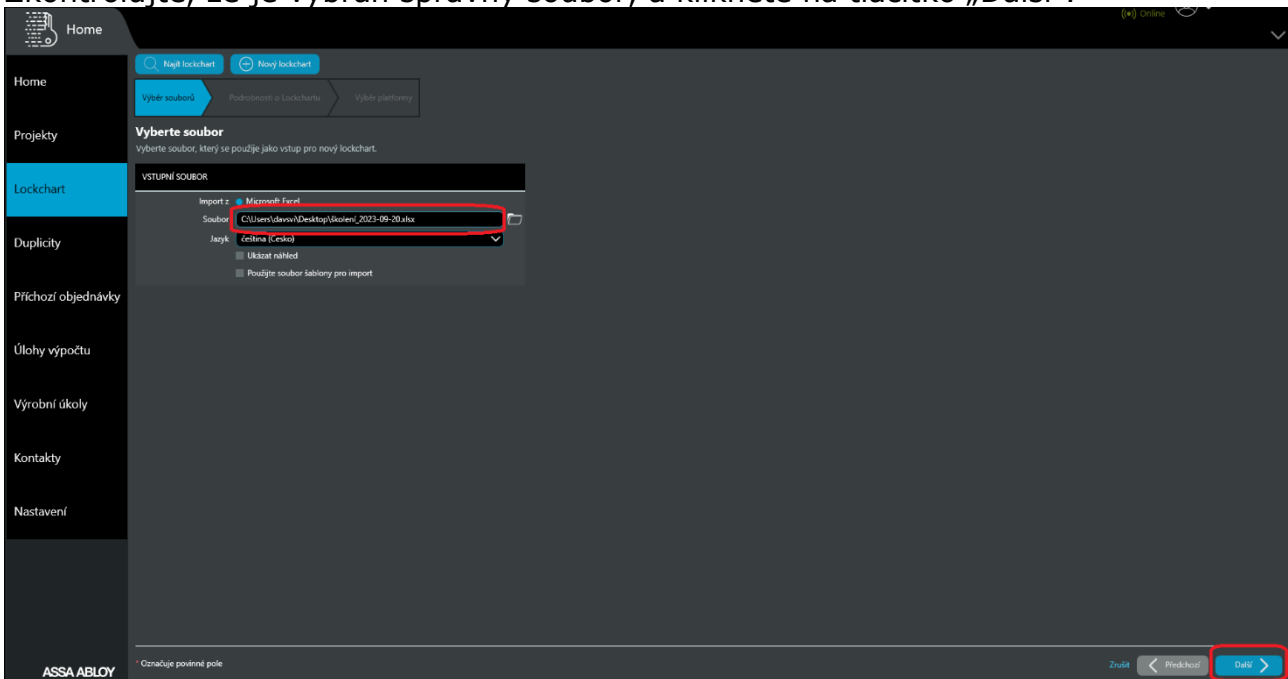 Zkontrolujte, že je vybrán správný soubor, a klikněte na tlačítko „Další“.
Home
Online
Najít lockchart
Nový lockchart
Home
Výběr souborů
Podrobnosti o Lockchartu
Výběr platformy
Projekty
Vyberte soubor
Vyberte soubor, který se použije jako vstup pro nový lockchart.
Lockchart
VSTUPNÍ SOUBOR
Import z
Microsoft Excel
Soubor
C:\Users\davsvi\Desktop\školení_2023-09-20.xlsx
Jazyk
čeština (Česko)
Duplicity
Ukázat náhled
Použijte soubor šablony pro import
Příchozí objednávky
Úlohy výpočtu
Výrobní úkoly
Kontakty
Nastavení
ASSA ABLOY
* Označuje povinné pole
Zrušit
Předchozí
Další